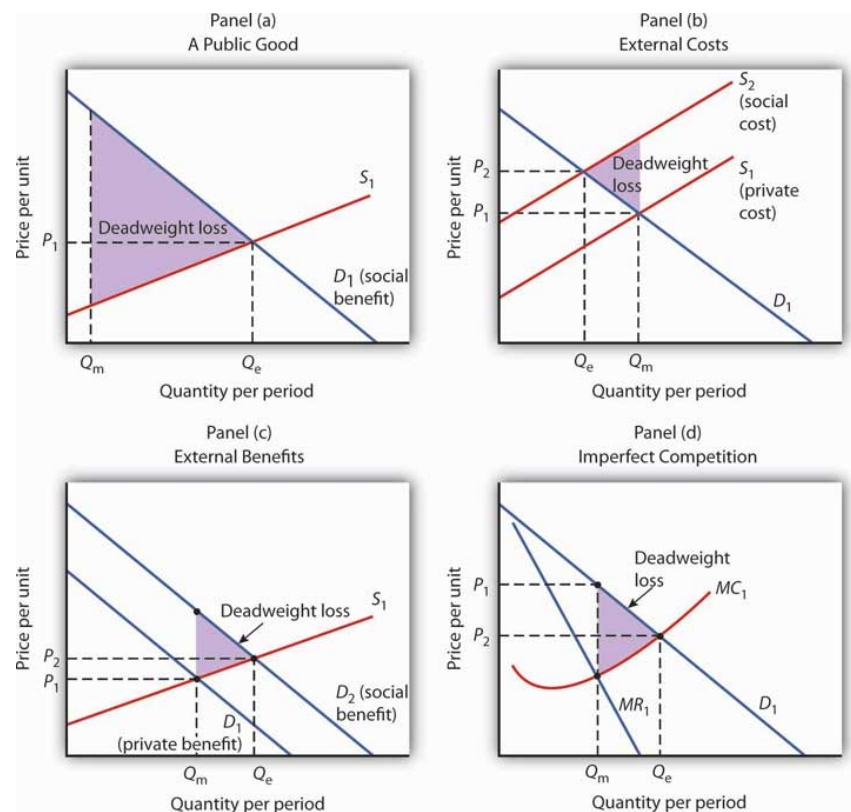 Panel (a)
A Public Good
Price per unit
P1
Deadweight loss
S1
D1 (social
benefit)
Qm
Qe
Quantity per period
Panel (b)
External Costs
Price per unit
P2
P1
Deadweight
loss
S2
(social
cost)
S1
(private
cost)
D1
Qe
Qm
Quantity per period
Panel (c)
External Benefits
Price per unit
P2
P1
Deadweight loss
S1
D2 (social
benefit)
D1
(private benefit)
Qm
Qe
Quantity per period
Panel (d)
Imperfect Competition
Price per unit
P1
P2
Deadweight
loss
MC1
MR1
D1
Qm
Qe
Quantity per period